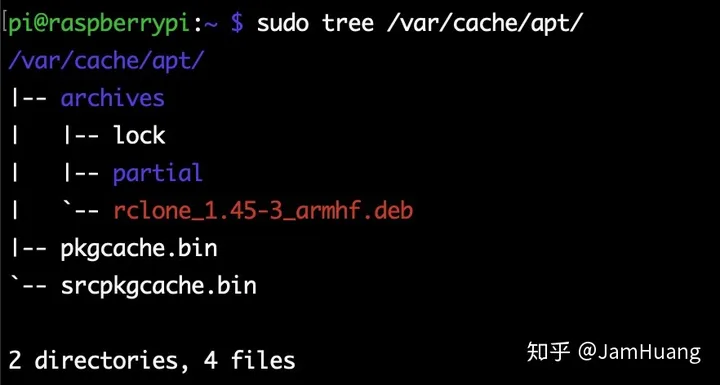 pi@raspberrypi:~ $ sudo tree /var/cache/apt/
/var/cache/apt/
|-- archives
|   |-- lock
|   |-- partial
|   `-- rclone_1.45-3_armhf.deb
|-- pkgcache.bin
`-- srcpkgcache.bin
2 directories, 4 files
知乎 @JamHuang